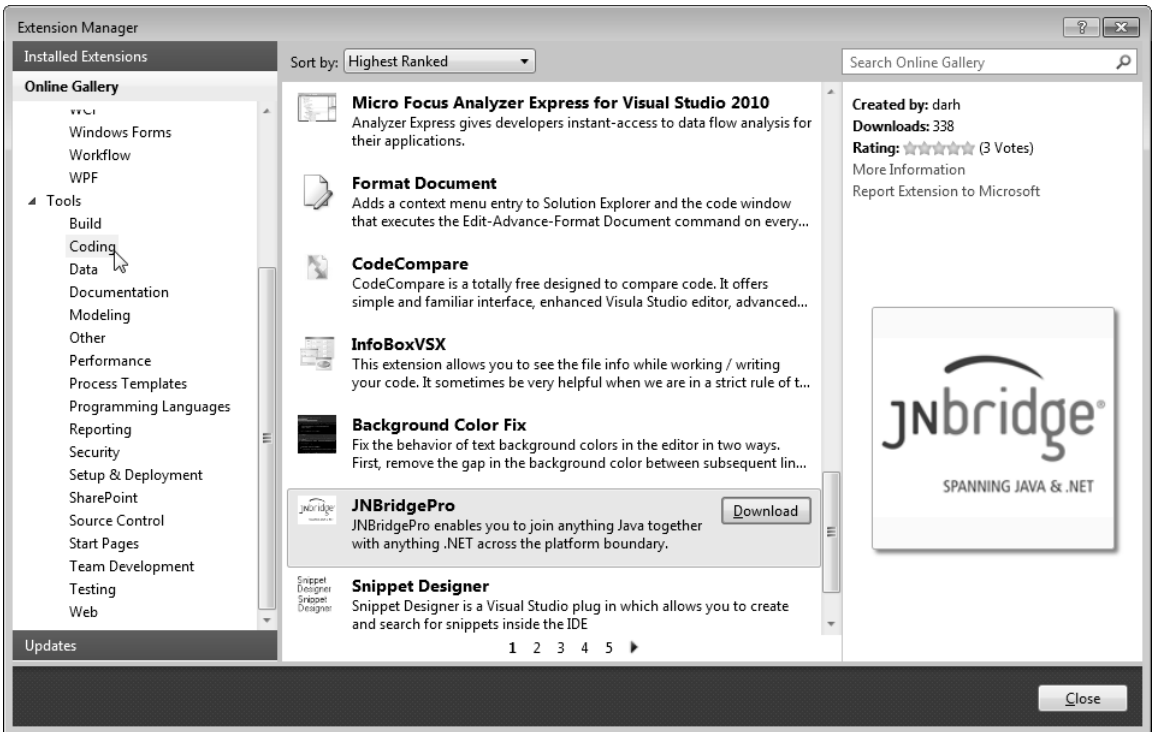 Extension Manager
Installed Extensions
Online Gallery
WCF
Windows Forms
Workflow
WPF
Tools
Build
Coding
Data
Documentation
Modeling
Other
Performance
Process Templates
Programming Languages
Reporting
Security
Setup & Deployment
SharePoint
Source Control
Start Pages
Team Development
Testing
Web
Updates
Sort by: Highest Ranked
Micro Focus Analyzer Express for Visual Studio 2010
Analyzer Express gives developers instant-access to data flow analysis for
their applications.
Format Document
Adds a context menu entry to Solution Explorer and the code window
that executes the Edit-Advance-Format Document command on every...
CodeCompare
CodeCompare is a totally free designed to compare code. It offers
simple and familiar interface, enhanced Visula Studio editor, advanced...
InfoBoxVSX
This extension allows you to see the file info while working / writing
your code. It sometimes be very helpful when we are in a strict rule of t...
Background Color Fix
Fix the behavior of text background colors in the editor in two ways.
First, remove the gap in the background color between subsequent lin...
JNBridge
JNBridgePro
Download
JNBridgePro enables you to join anything Java together
with anything .NET across the platform boundary.
Snippet
Designer
Snippet
Designer
Snippet Designer
Snippet Designer is a Visual Studio plug in which allows you to create
and search for snippets inside the IDE
1 2 3 4 5
Search Online Gallery
Created by: darh
Downloads: 338
Rating: (3 Votes)
More Information
Report Extension to Microsoft
JNbridge®
SPANNING JAVA & .NET
Close